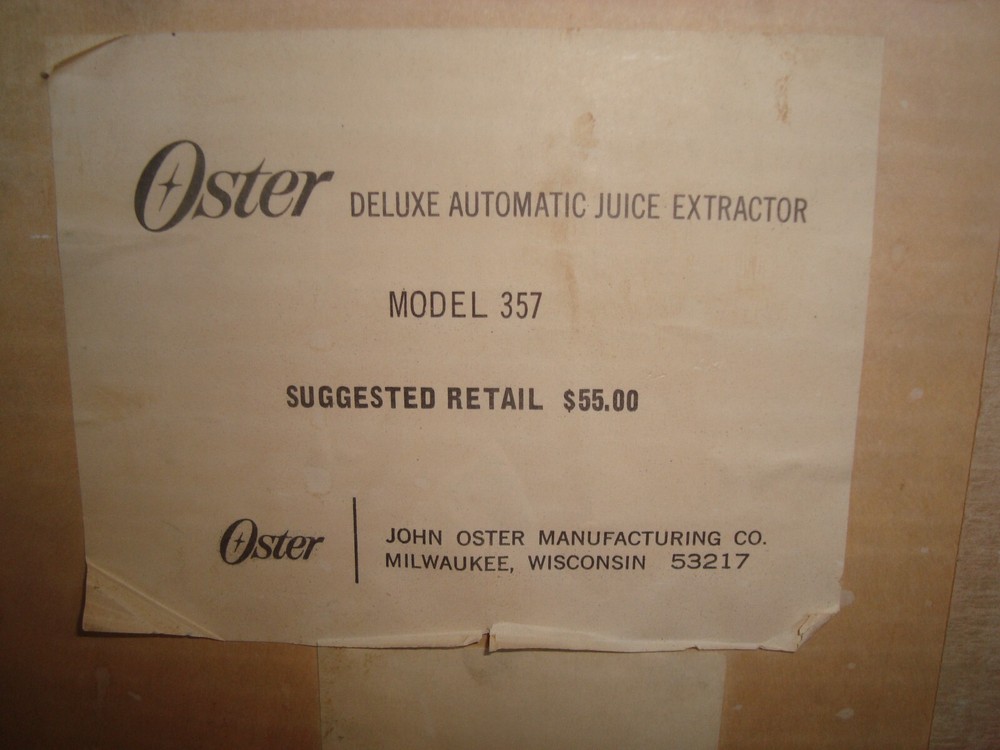 Oster DELUXE AUTOMATIC JUICE EXTRACTOR
MODEL 357
SUGGESTED RETAIL $55.00
Oster
JOHN OSTER MANUFACTURING CO.
MILWAUKEE, WISCONSIN 53217